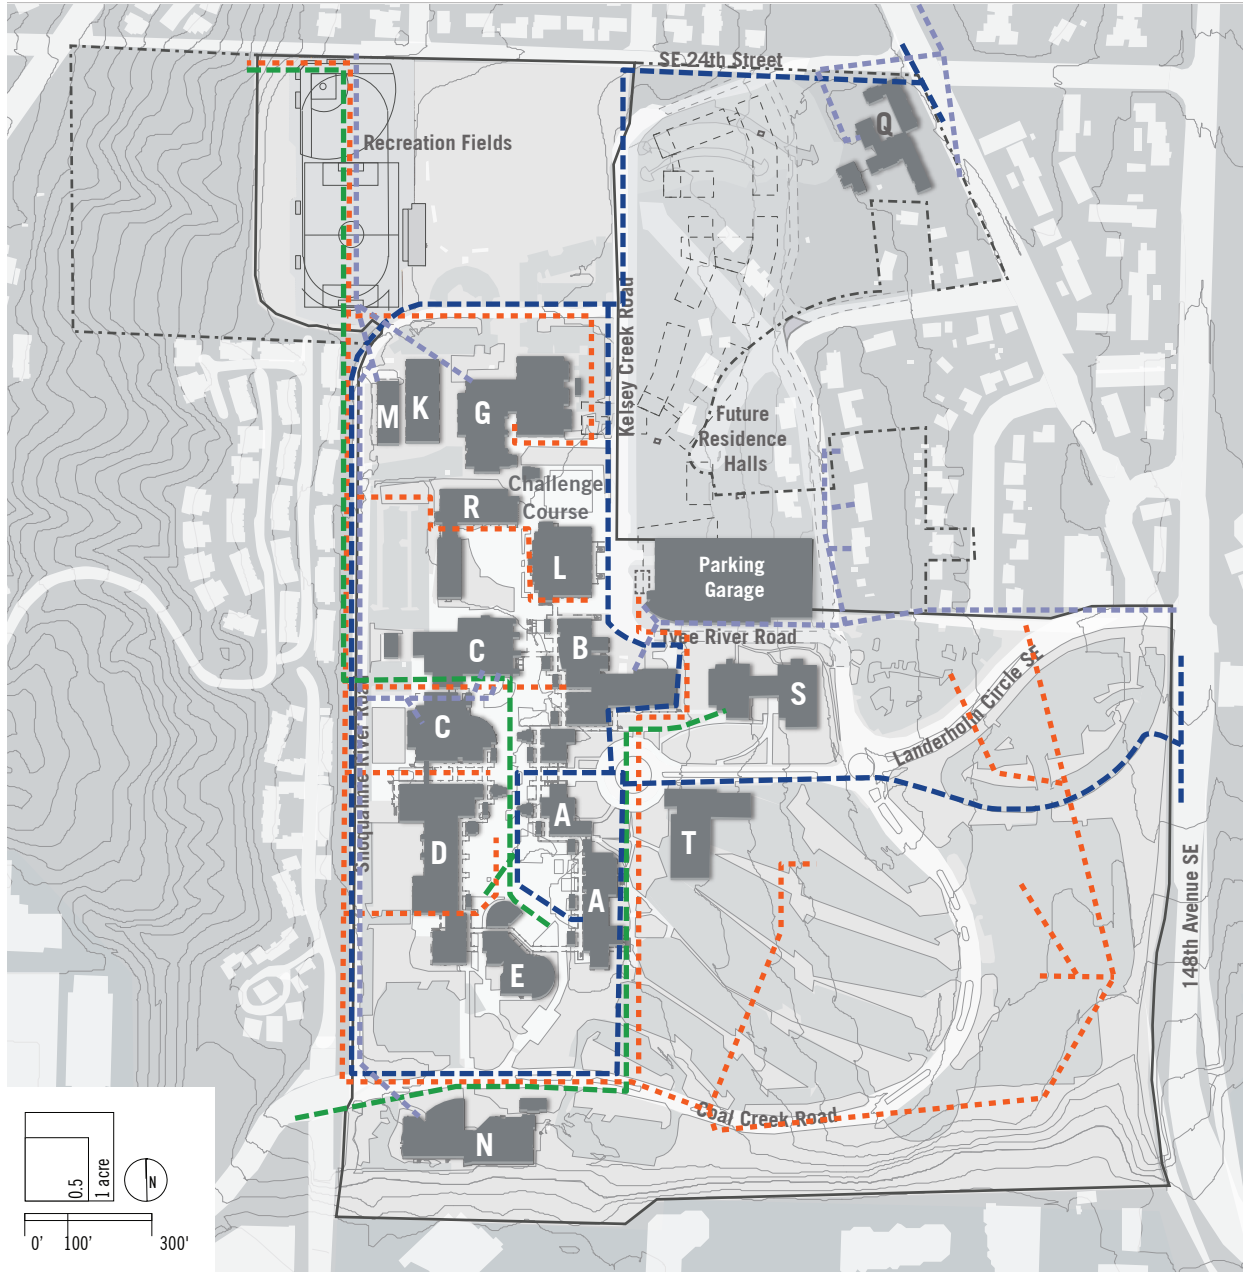 SE 24th Street
Q
Recreation Fields
Kelsey Creek Road
M
K
G
Future
Residence
Halls
Challenge
Course
R
L
Parking
Garage
Tyee River Road
C
B
S
Landerholm Circle SE
C
Snoqualmie River Road
A
T
D
A
148th Avenue SE
E
Coal Creek Road
N
0.5
1 acre
N
0' 100' 300'